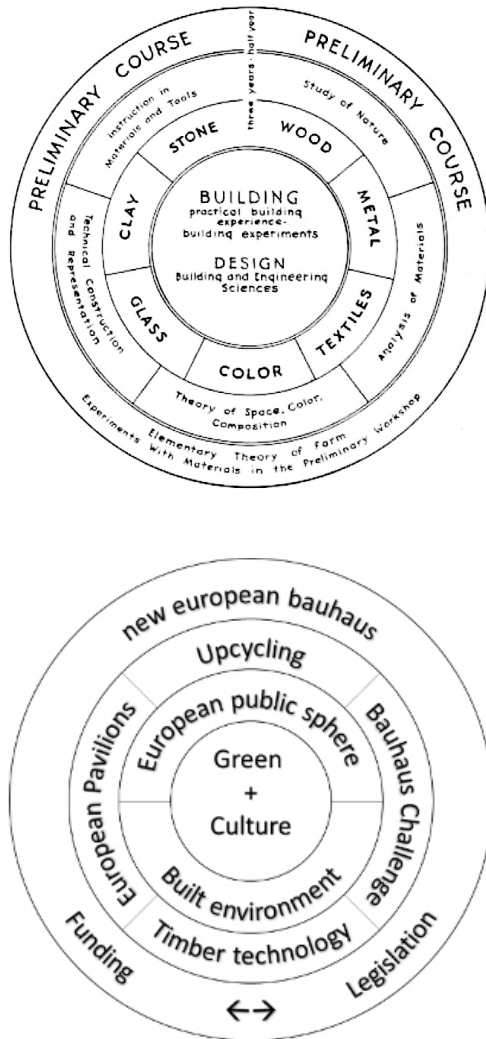 PRELIMINARY COURSE
PRELIMINARY COURSE
three years · half year
Instruction in
Materials and Tools
Study of Nature
STONE
WOOD
CLAY
METAL
BUILDING
practical building
experience-
building experiments
DESIGN
Building and Engineering
Sciences
Technical Construction
and Representation
Analysis of Materials
GLASS
TEXTILES
COLOR
Theory of Space, Color,
Composition
Elementary Theory of Form
Experiments With Materials in the Preliminary Workshop
new european bauhaus
Upcycling
European public sphere
European Pavilions
Bauhaus Challenge
Green
+
Culture
Built environment
Timber technology
Funding
Legislation
←→